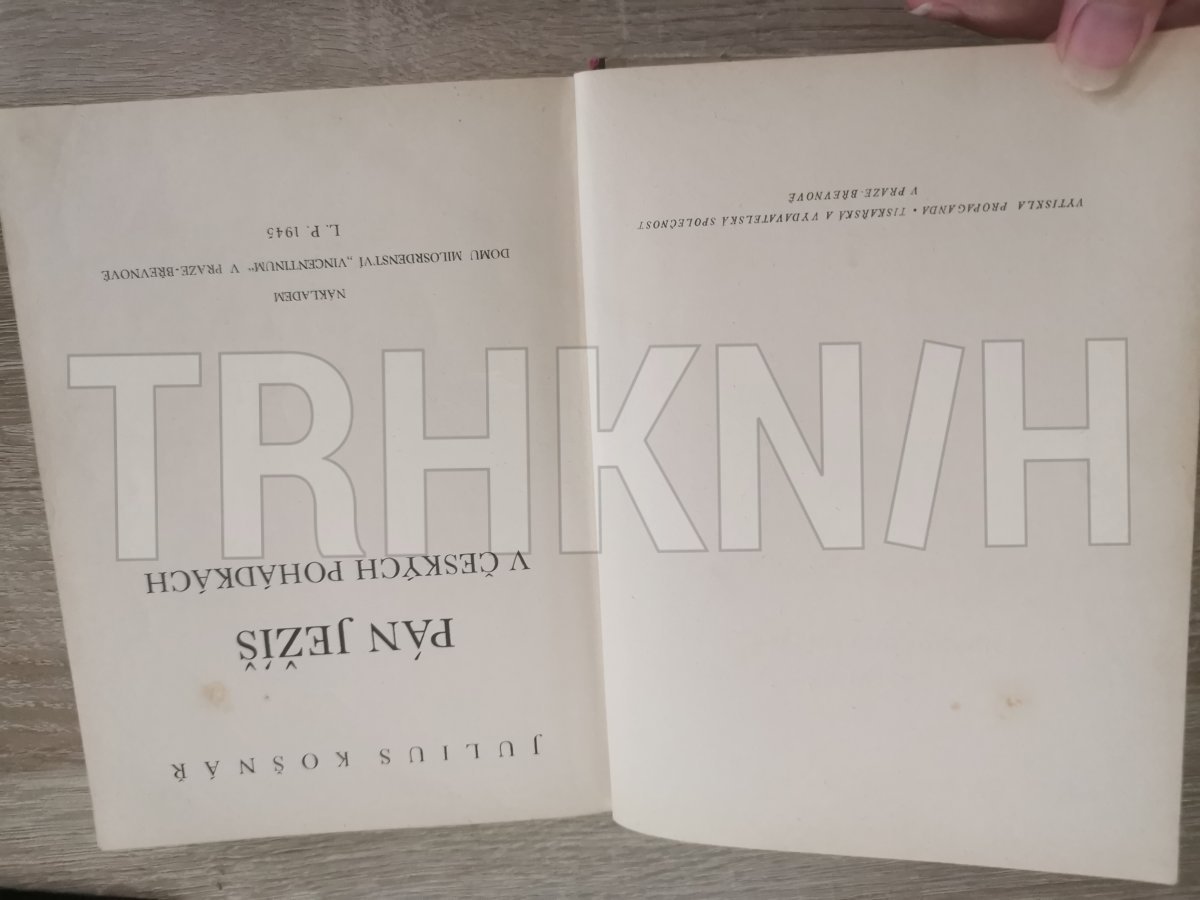 JULIUS KOŠNÁŘ
PÁN JEŽÍŠ
V ČESKÝCH POHÁDKÁCH
NÁKLADEM
DOMU MILOSRDENSTVÍ „VINCENTINUM“ V PRAZE-BŘEVNOVĚ
L. P. 1945
VYTISKLA PROPAGANDA • TISKAŘSKÁ A VYDAVATELSKÁ SPOLEČNOST
V PRAZE-BŘEVNOVĚ
TRHKN/H